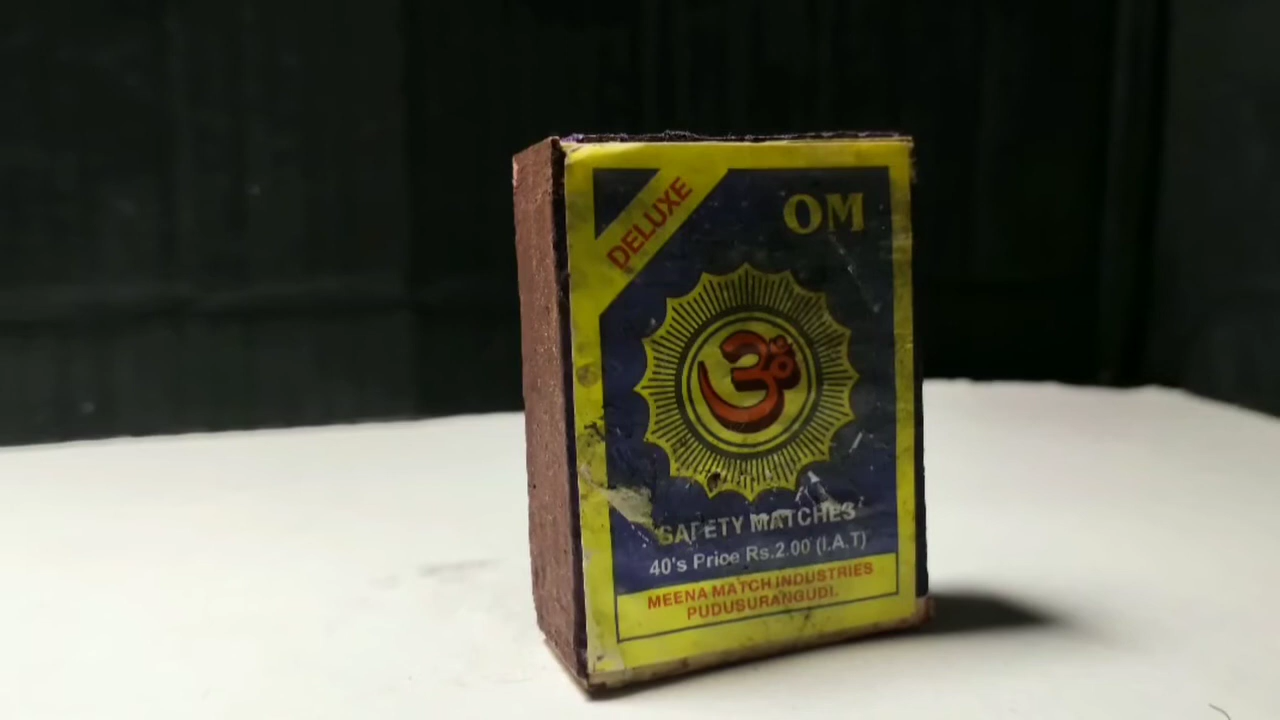 DELUXE
OM
ॐ
SAFETY MATCHES
40's Price Rs.2.00 (I.A.T)
MEENA MATCH INDUSTRIES
PUDUSURANGUDI.